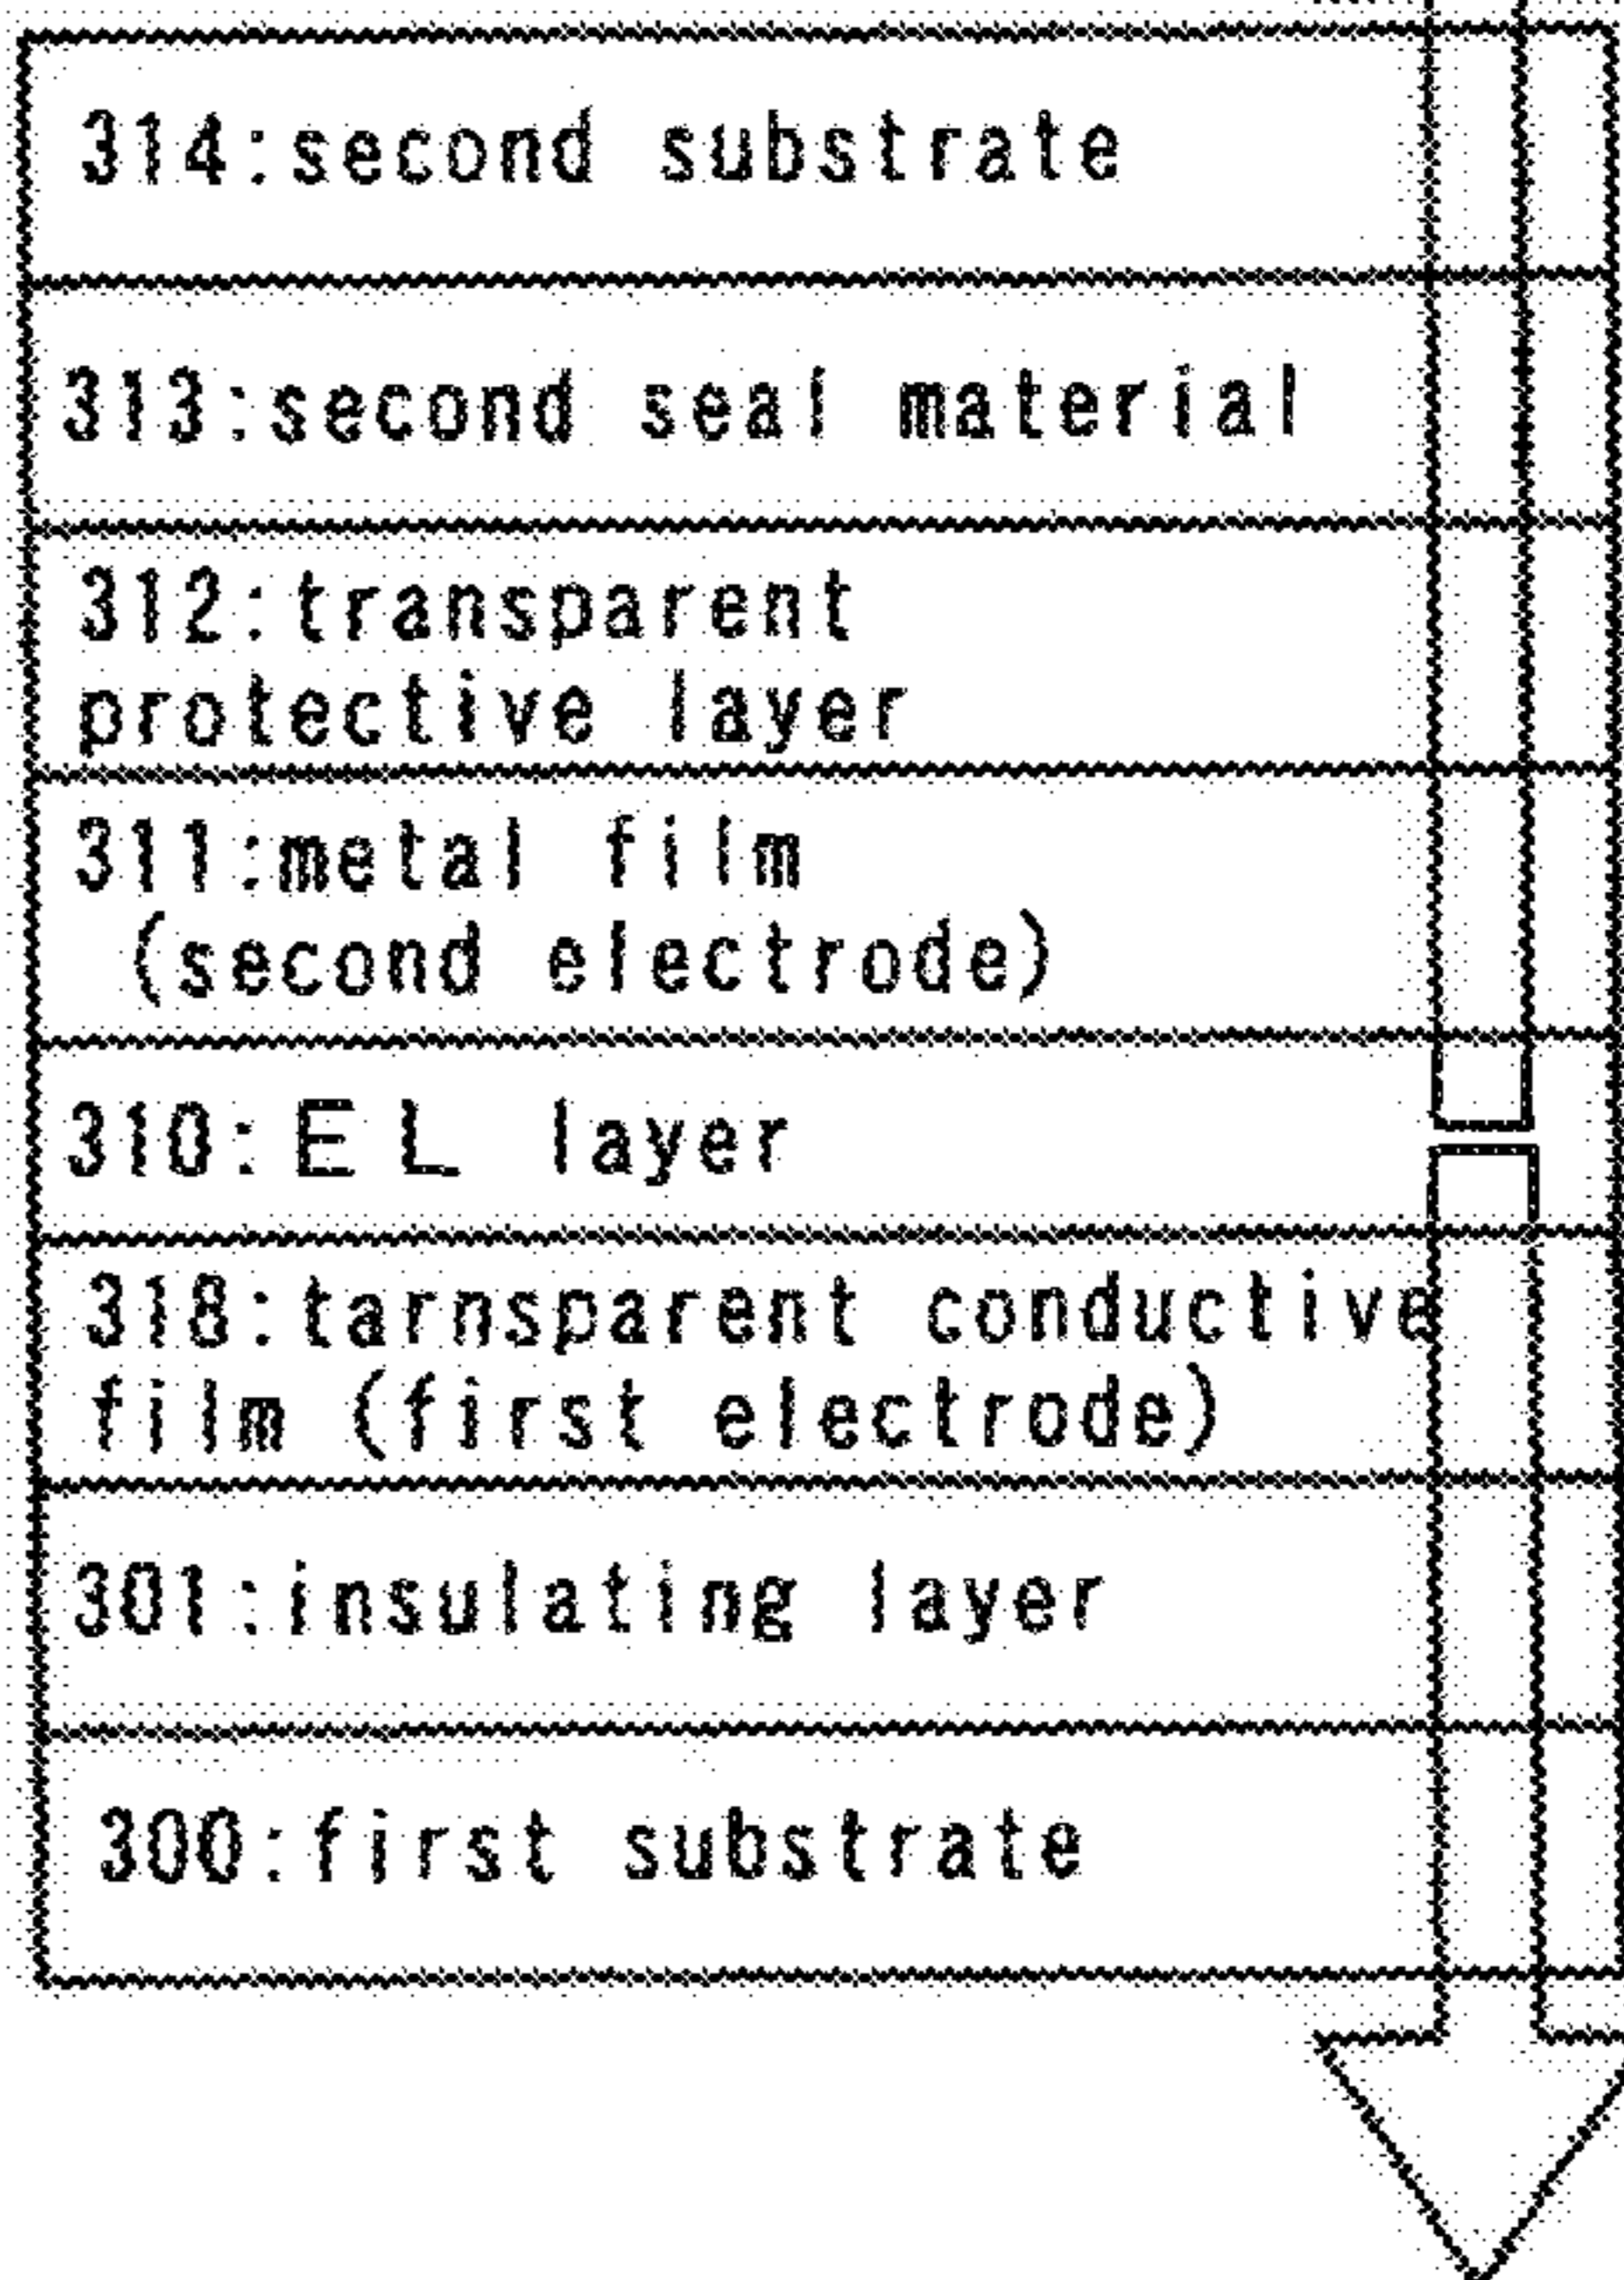 314:second substrate
313:second seal material
312:transparent
protective layer
311:metal film
(second electrode)
310:EL layer
318:tarnsparent conductive
film (first electrode)
301:insulating layer
300:first substrate